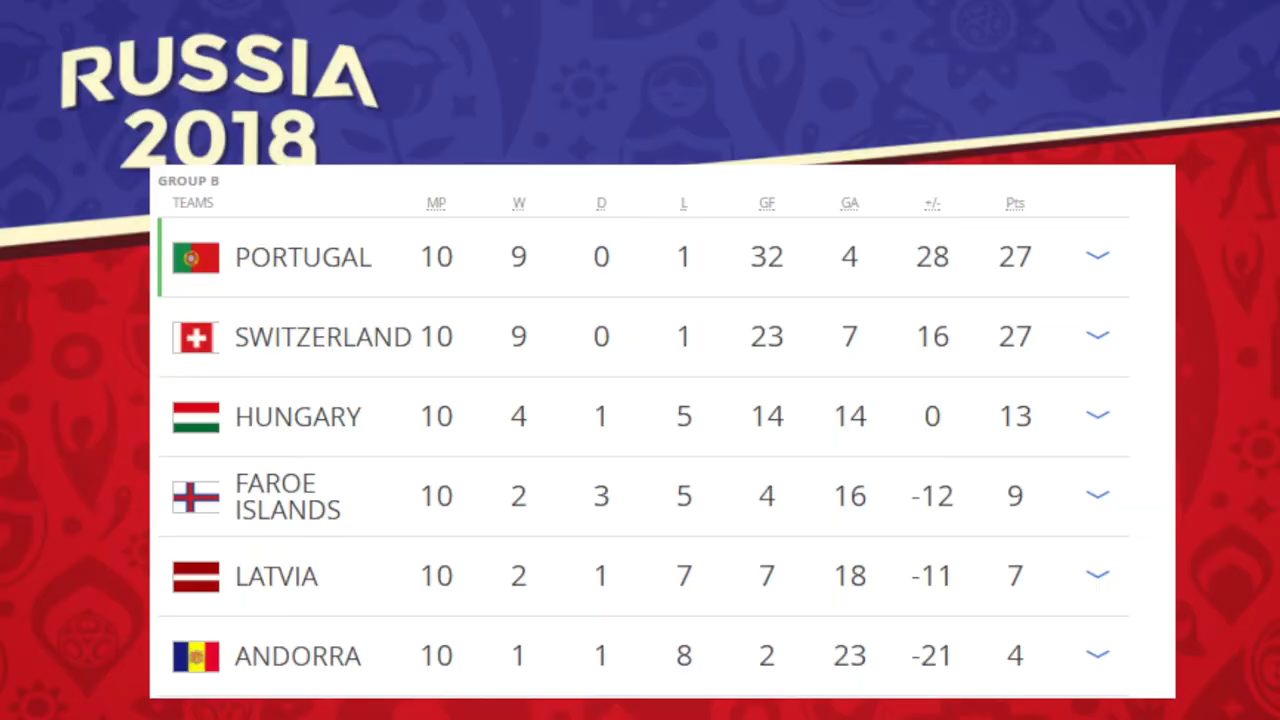 RUSSIA
2018
GROUP B
TEAMS MP W D L GF GA +/- Pts
PORTUGAL 10 9 0 1 32 4 28 27
SWITZERLAND 10 9 0 1 23 7 16 27
HUNGARY 10 4 1 5 14 14 0 13
FAROE
ISLANDS 10 2 3 5 4 16 -12 9
LATVIA 10 2 1 7 7 18 -11 7
ANDORRA 10 1 1 8 2 23 -21 4